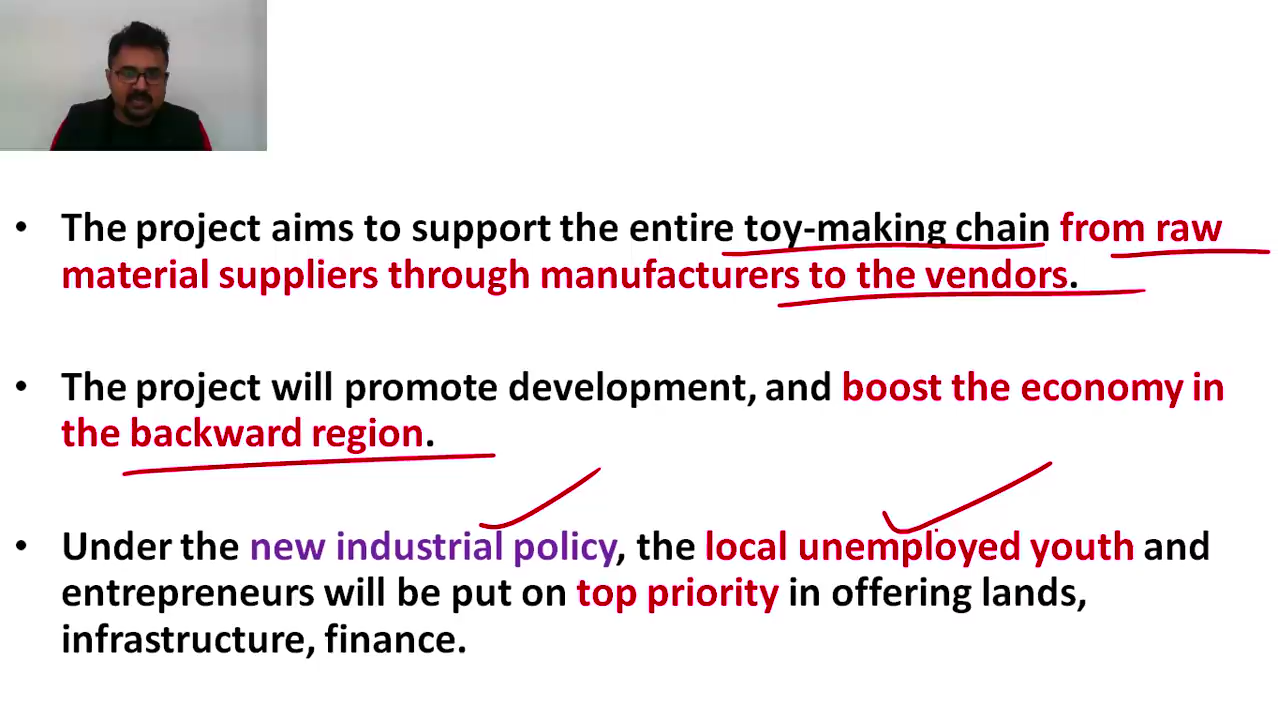 • The project aims to support the entire toy-making chain from raw
material suppliers through manufacturers to the vendors.
• The project will promote development, and boost the economy in
the backward region.
• Under the new industrial policy, the local unemployed youth and
entrepreneurs will be put on top priority in offering lands,
infrastructure, finance.